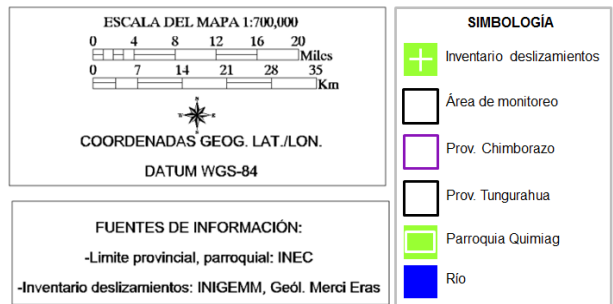 ESCALA DEL MAPA 1:700,000
0 4 8 12 16 20
Miles
0 7 14 21 28 35
Km
COORDENADAS GEOG. LAT./LON.
DATUM WGS-84
FUENTES DE INFORMACIÓN:
-Limite provincial, parroquial: INEC
-Inventario deslizamientos: INIGEMM, Geól. Merci Eras
SIMBOLOGÍA
Inventario deslizamientos
Área de monitoreo
Prov. Chimborazo
Prov. Tungurahua
Parroquia Quimiag
Río